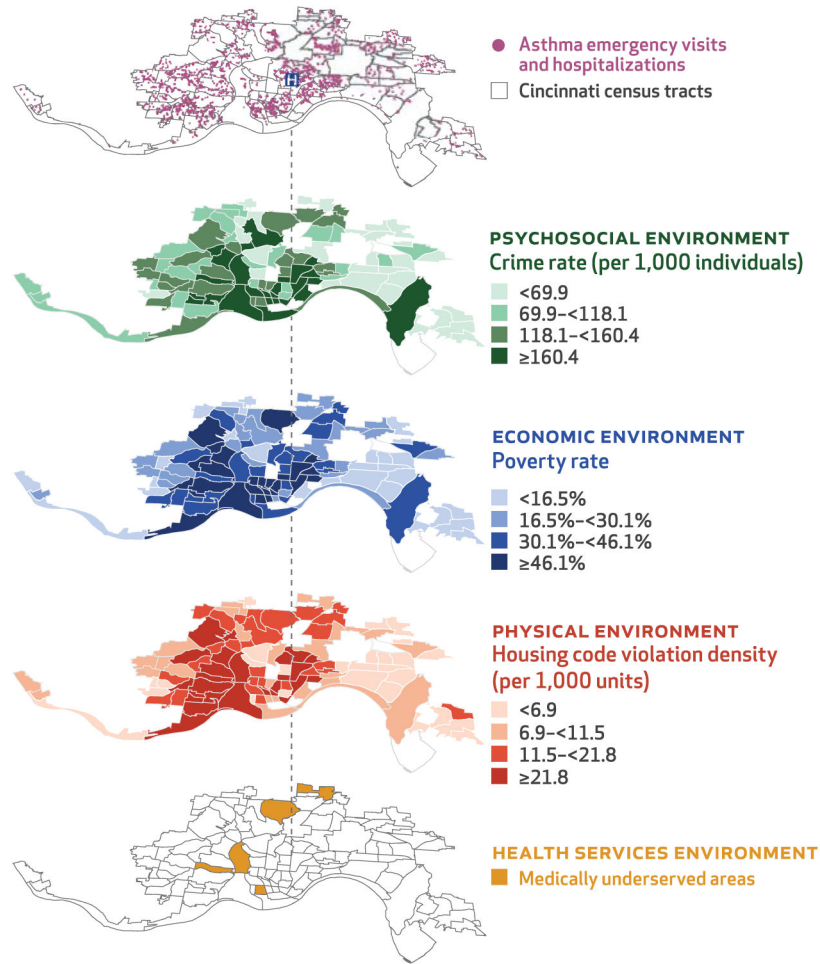 Asthma emergency visits
and hospitalizations
Cincinnati census tracts
H
PSYCHOSOCIAL ENVIRONMENT
Crime rate (per 1,000 individuals)
<69.9
69.9–<118.1
118.1–<160.4
≥160.4
ECONOMIC ENVIRONMENT
Poverty rate
<16.5%
16.5%–<30.1%
30.1%–<46.1%
≥46.1%
PHYSICAL ENVIRONMENT
Housing code violation density
(per 1,000 units)
<6.9
6.9–<11.5
11.5–<21.8
≥21.8
HEALTH SERVICES ENVIRONMENT
Medically underserved areas